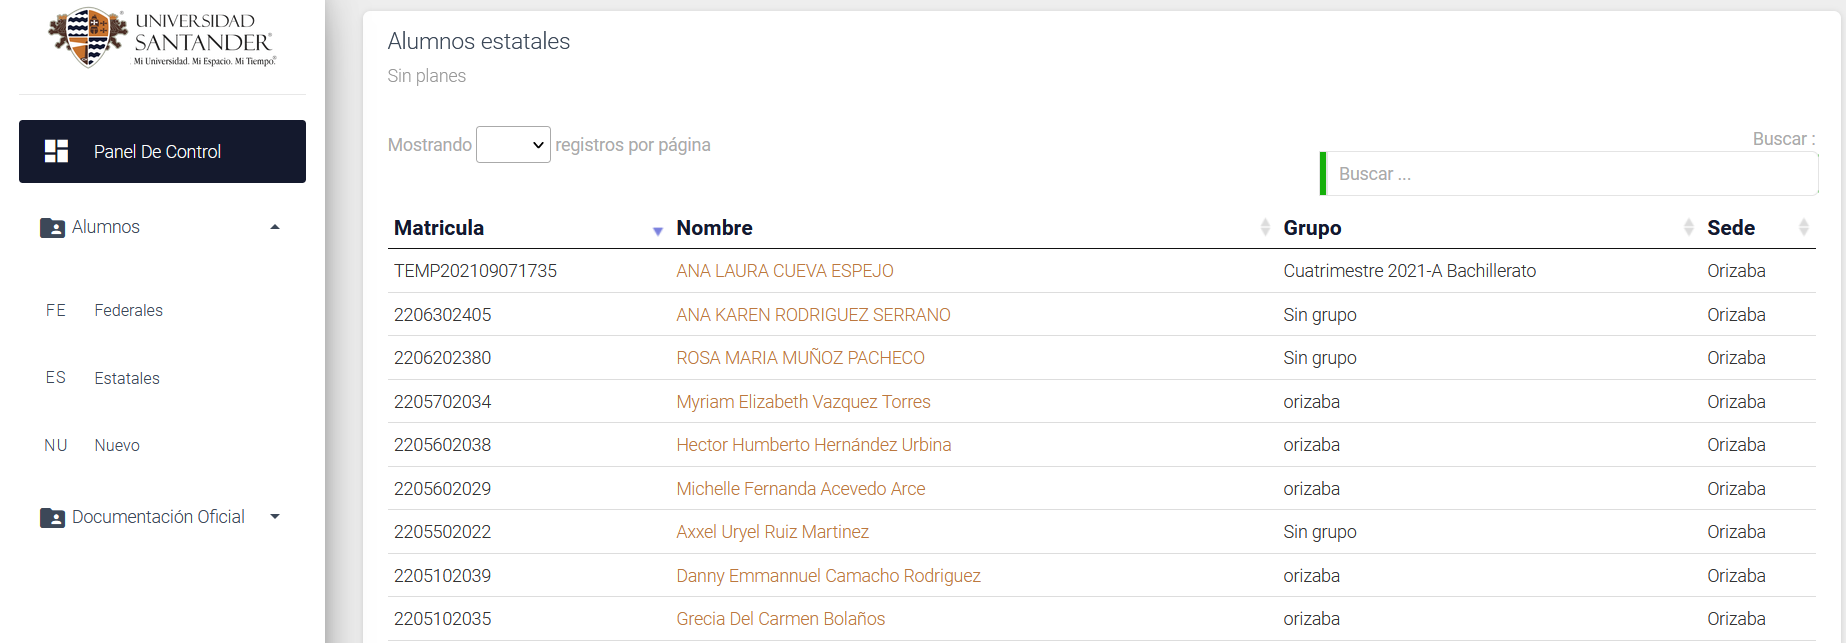 UNIVERSIDAD
SANTANDER
Mi Universidad. Mi Espacio. Mi Tiempo.
Panel De Control
Alumnos
FE Federales
ES Estatales
NU Nuevo
Documentación Oficial
Alumnos estatales
Sin planes
Mostrando registros por página
Buscar :
Buscar ...
Matricula Nombre Grupo Sede
TEMP202109071735 ANA LAURA CUEVA ESPEJO Cuatrimestre 2021-A Bachillerato Orizaba
2206302405 ANA KAREN RODRIGUEZ SERRANO Sin grupo Orizaba
2206202380 ROSA MARIA MUÑOZ PACHECO Sin grupo Orizaba
2205702034 Myriam Elizabeth Vazquez Torres orizaba Orizaba
2205602038 Hector Humberto Hernández Urbina orizaba Orizaba
2205602029 Michelle Fernanda Acevedo Arce orizaba Orizaba
2205502022 Axxel Uryel Ruiz Martinez Sin grupo Orizaba
2205102039 Danny Emmannuel Camacho Rodriguez orizaba Orizaba
2205102035 Grecia Del Carmen Bolaños orizaba Orizaba